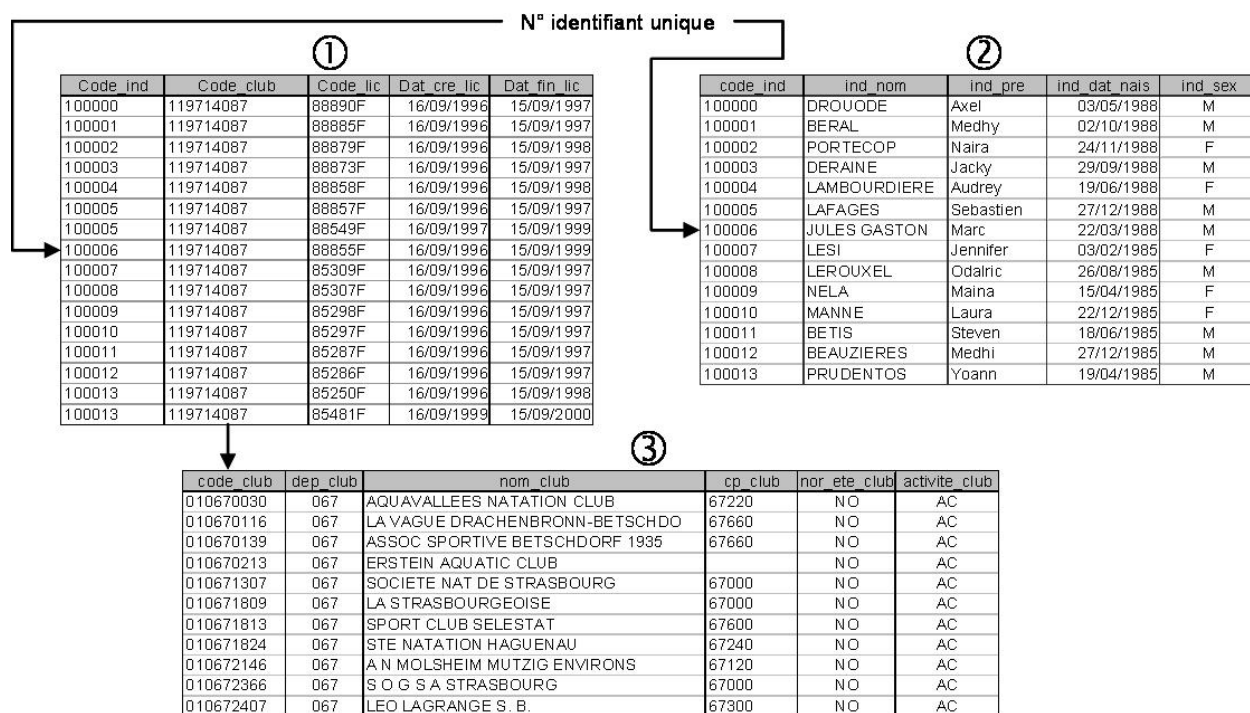 N° identifiant unique
①
Code_ind Code_club Code_lic Dat_cre_lic Dat_fin_lic
100000 119714087 88890F 16/09/1996 15/09/1997
100001 119714087 88885F 16/09/1996 15/09/1997
100002 119714087 88879F 16/09/1996 15/09/1998
100003 119714087 88873F 16/09/1996 15/09/1997
100004 119714087 88858F 16/09/1996 15/09/1998
100005 119714087 88857F 16/09/1996 15/09/1997
100005 119714087 88549F 16/09/1997 15/09/1999
100006 119714087 88855F 16/09/1996 15/09/1999
100007 119714087 85309F 16/09/1996 15/09/1997
100008 119714087 85307F 16/09/1996 15/09/1997
100009 119714087 85298F 16/09/1996 15/09/1997
100010 119714087 85297F 16/09/1996 15/09/1997
100011 119714087 85287F 16/09/1996 15/09/1997
100012 119714087 85286F 16/09/1996 15/09/1997
100013 119714087 85250F 16/09/1996 15/09/1998
100013 119714087 85481F 16/09/1999 15/09/2000
②
code_ind ind_nom ind_pre ind_dat_nais ind_sex
100000 DROUODE Axel 03/05/1988 M
100001 BERAL Medhy 02/10/1988 M
100002 PORTECOP Naira 24/11/1988 F
100003 DERAINE Jacky 29/09/1988 M
100004 LAMBOURDIERE Audrey 19/06/1988 F
100005 LAFAGES Sebastien 27/12/1988 M
100006 JULES GASTON Marc 22/03/1988 M
100007 LESI Jennifer 03/02/1985 F
100008 LEROUXEL Odalric 26/08/1985 M
100009 NELA Maina 15/04/1985 F
100010 MANNE Laura 22/12/1985 F
100011 BETIS Steven 18/06/1985 M
100012 BEAUZIERES Medhi 27/12/1985 M
100013 PRUDENTOS Yoann 19/04/1985 M
③
code_club dep_club nom_club cp_club nor_ete_club activite_club
010670030 067 AQUAVALLEES NATATION CLUB 67220 NO AC
010670116 067 LA VAGUE DRACHENBRONN-BETSCHDO 67660 NO AC
010670139 067 ASSOC SPORTIVE BETSCHDORF 1935 67660 NO AC
010670213 067 ERSTEIN AQUATIC CLUB NO AC
010671307 067 SOCIETE NAT DE STRASBOURG 67000 NO AC
010671809 067 LA STRASBOURGEOISE 67000 NO AC
010671813 067 SPORT CLUB SELESTAT 67600 NO AC
010671824 067 STE NATATION HAGUENAU 67240 NO AC
010672146 067 A N MOLSHEIM MUTZIG ENVIRONS 67120 NO AC
010672366 067 S O G S A STRASBOURG 67000 NO AC
010672407 067 LEO LAGRANGE S. B. 67300 NO AC